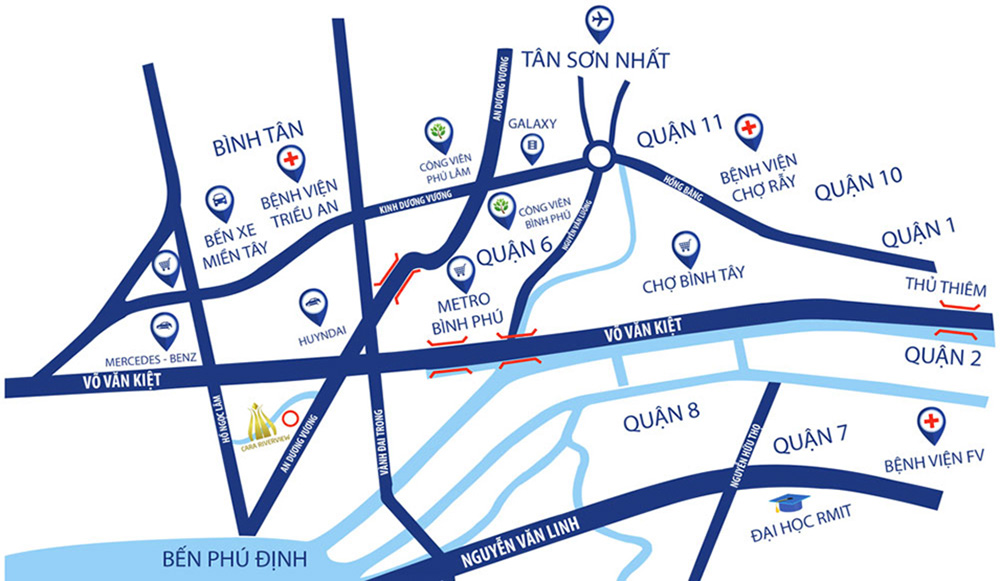 TÂN SƠN NHẤT
AN DƯƠNG VƯƠNG
GALAXY
QUẬN 11
BÌNH TÂN
CÔNG VIÊN
PHÚ LÂM
BỆNH VIỆN
CHỢ RẪY
QUẬN 10
BỆNH VIỆN
TRIỀU AN
KINH DƯƠNG VƯƠNG
HỒNG BÀNG
BẾN XE
MIỀN TÂY
CÔNG VIÊN
BÌNH PHÚ
NGUYỄN VĂN LUÔNG
QUẬN 1
QUẬN 6
CHỢ BÌNH TÂY
THỦ THIÊM
METRO
BÌNH PHÚ
HUYNDAI
VÕ VĂN KIỆT
MERCEDES - BENZ
VÕ VĂN KIỆT
QUẬN 2
HỒ NGỌC LÃM
CARA RIVERVIEW
AN DƯƠNG VƯƠNG
VÀNH ĐAI TRONG
QUẬN 8
NGUYỄN HỮU THỌ
QUẬN 7
BỆNH VIỆN FV
ĐẠI HỌC RMIT
NGUYỄN VĂN LINH
BẾN PHÚ ĐỊNH